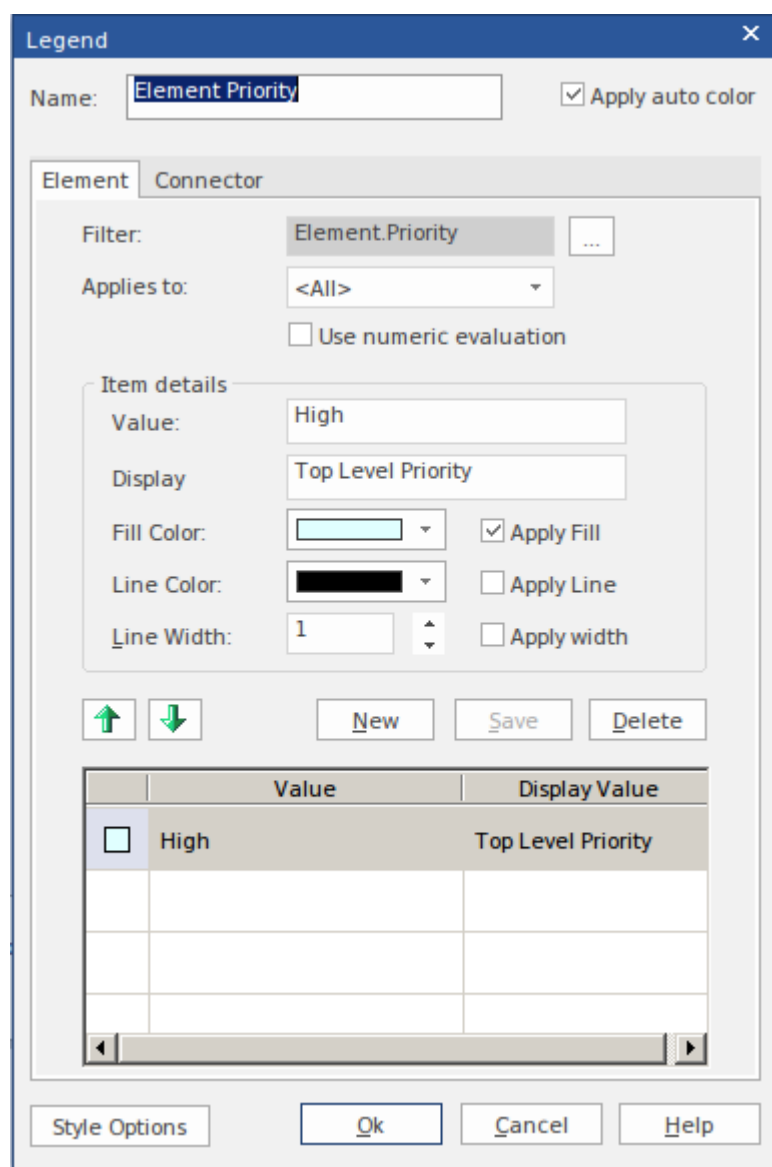 Legend
Name: Element Priority Apply auto color
Element Connector
Filter: Element.Priority ...
Applies to: <All>
Use numeric evaluation
Item details
Value: High
Display Top Level Priority
Fill Color: Apply Fill
Line Color: Apply Line
Line Width: 1 Apply width
New Save Delete
Value Display Value
High Top Level Priority
Style Options Ok Cancel Help